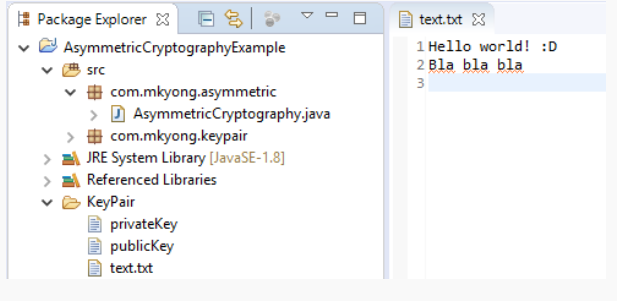 Package Explorer
AsymmetricCryptographyExample
src
com.mkyong.asymmetric
AsymmetricCryptography.java
com.mkyong.keypair
JRE System Library [JavaSE-1.8]
Referenced Libraries
KeyPair
privateKey
publicKey
text.txt
text.txt
1 Hello world! :D
2 Bla bla bla
3